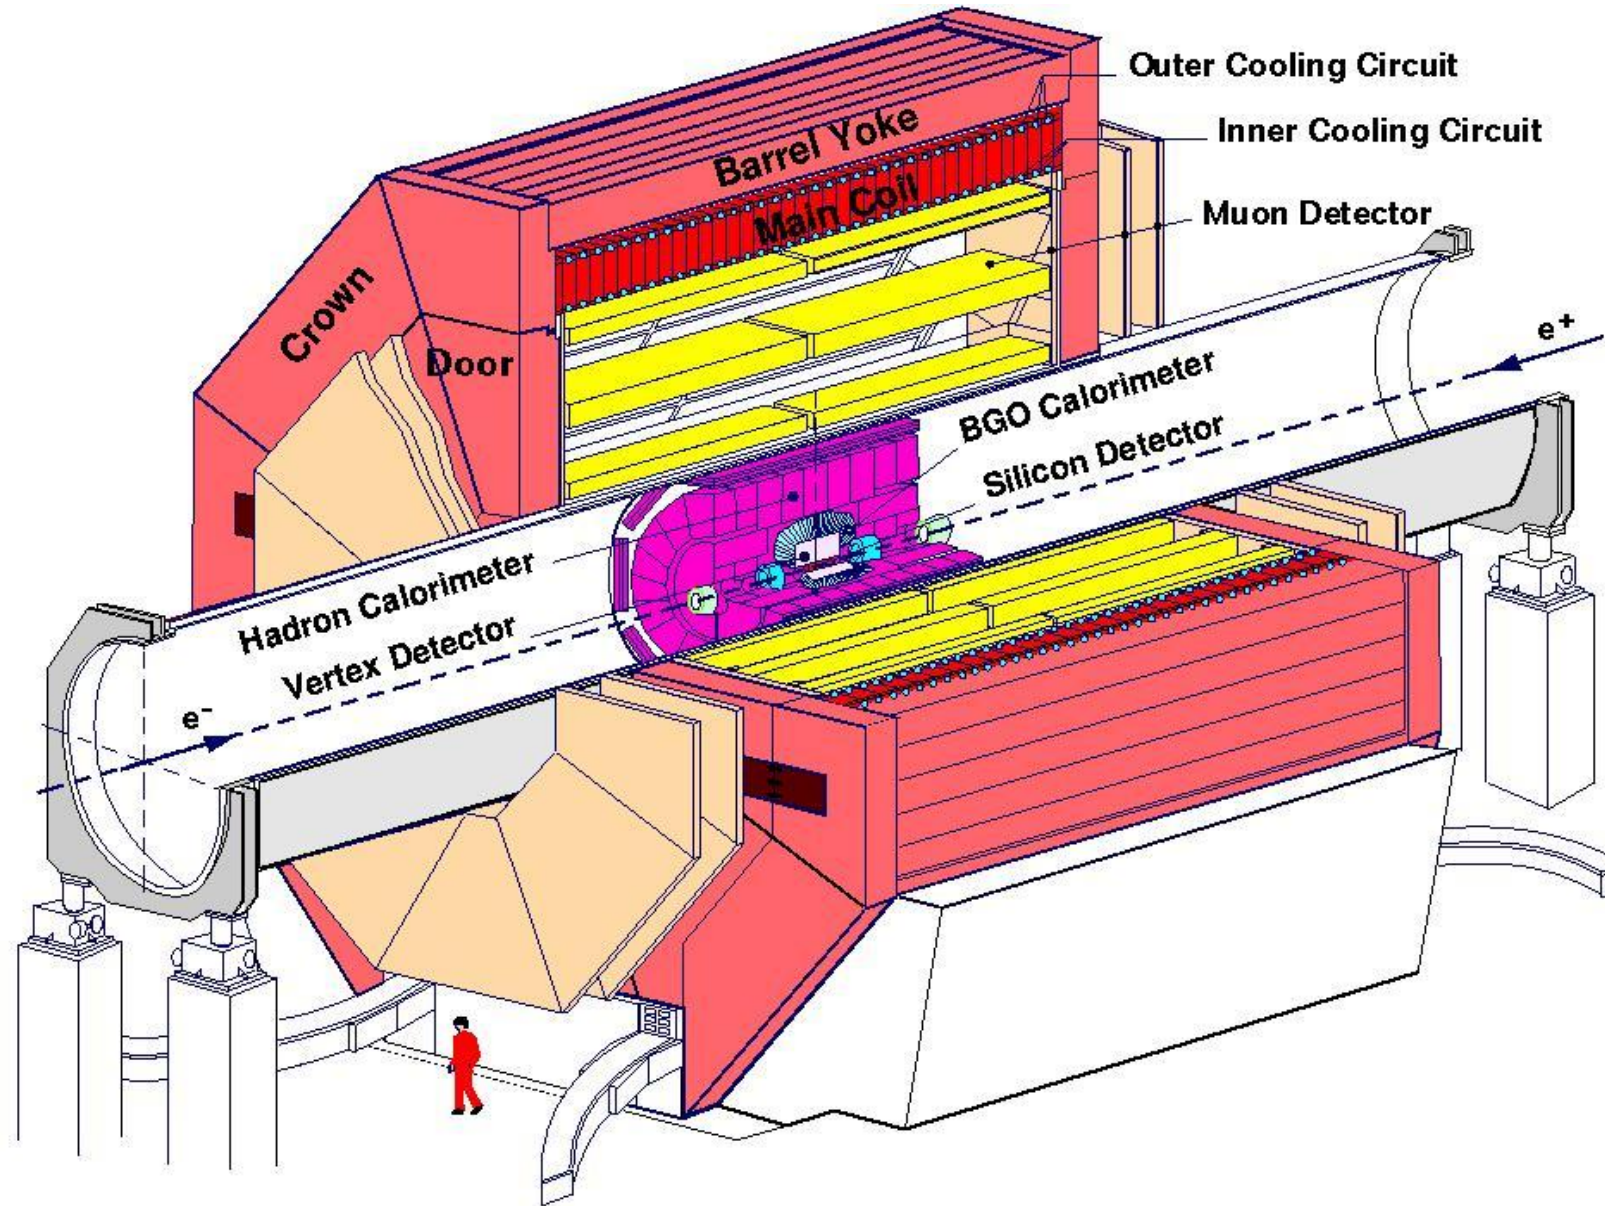 Outer Cooling Circuit
Inner Cooling Circuit
Barrel Yoke
Main Coil
Muon Detector
Crown
Door
e+
BGO Calorimeter
Silicon Detector
Hadron Calorimeter
Vertex Detector
e-